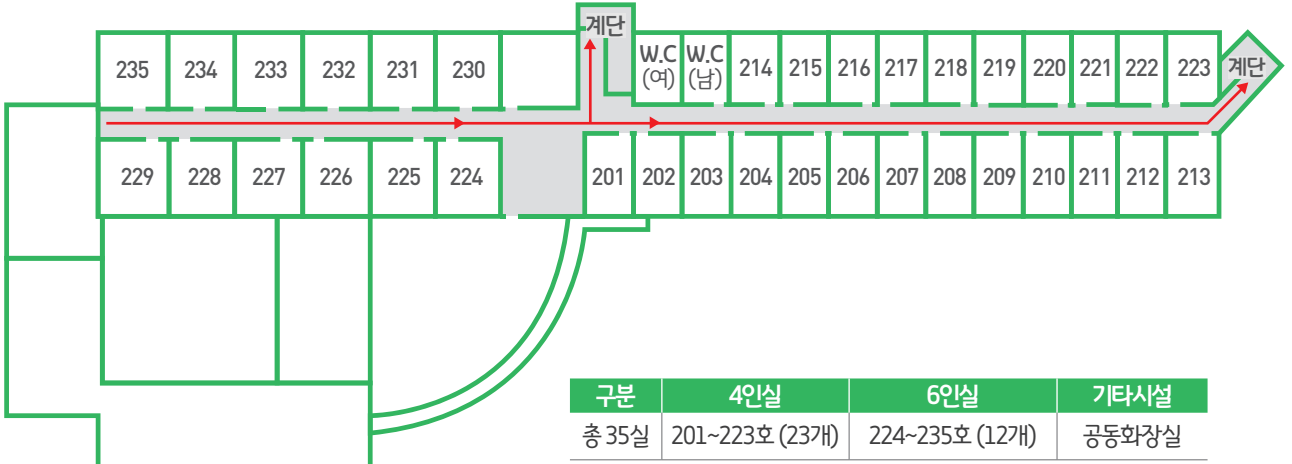 계단
235 234 233 232 231 230
W.C (여) W.C (남) 214 215 216 217 218 219 220 221 222 223 계단
229 228 227 226 225 224 201 202 203 204 205 206 207 208 209 210 211 212 213
구분 4인실 6인실 기타시설
총 35실 201~223호 (23개) 224~235호 (12개) 공동화장실